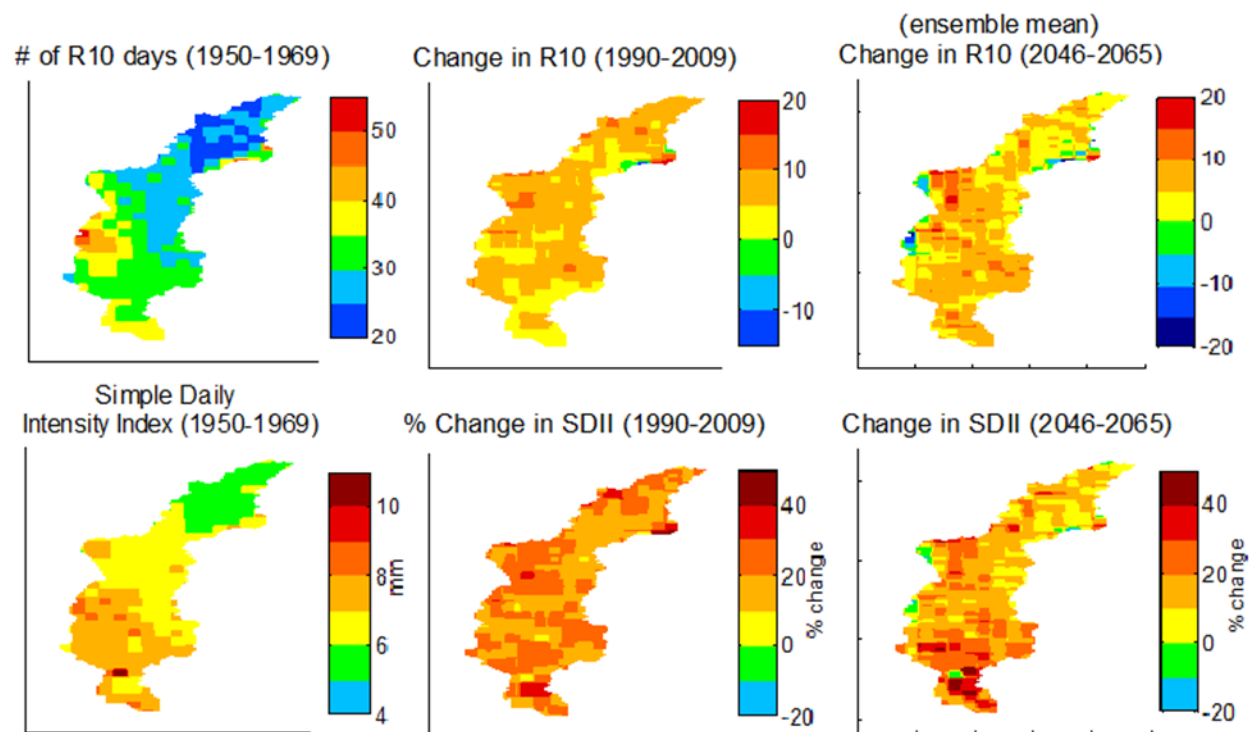 (ensemble mean)
# of R10 days (1950-1969)
Change in R10 (1990-2009)
Change in R10 (2046-2065)
50
40
30
20
20
10
0
-10
20
10
0
-10
-20
Simple Daily
Intensity Index (1950-1969)
% Change in SDII (1990-2009)
Change in SDII (2046-2065)
10
8
6
4
mm
40
20
0
-20
% change
40
20
0
-20
% change